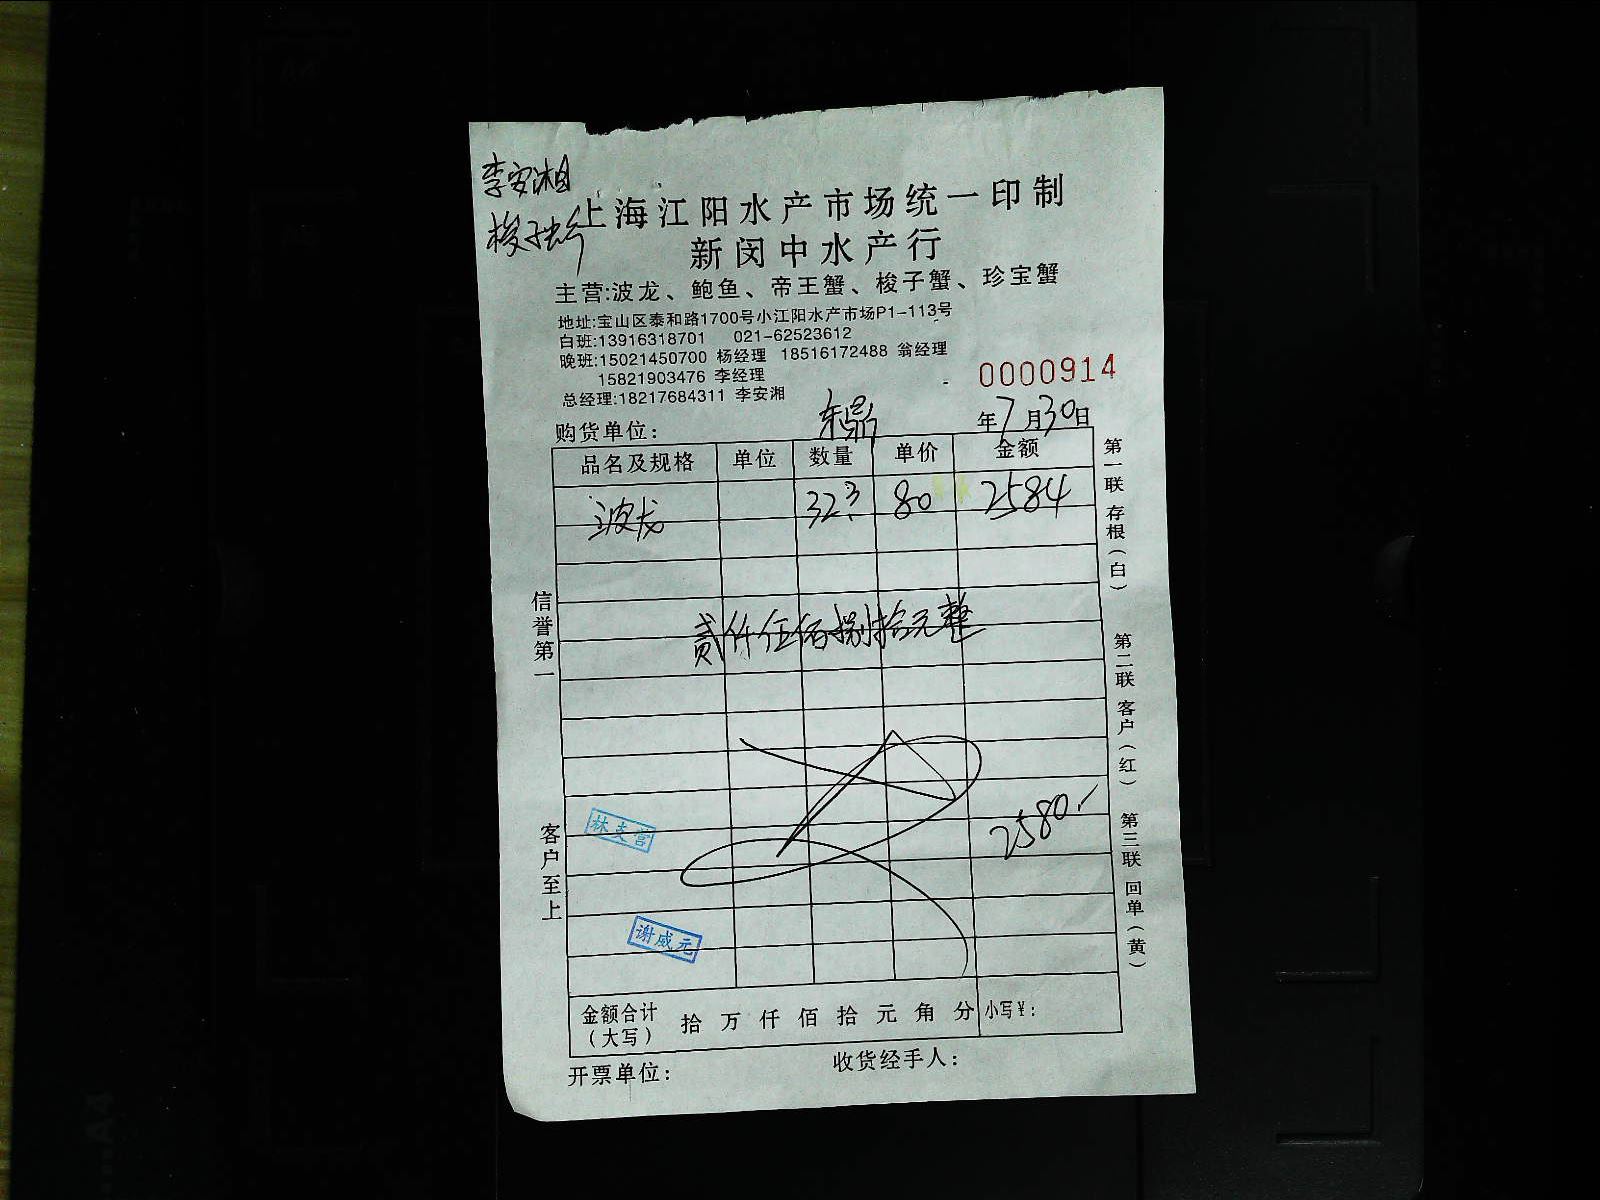 李安湘
梭子蟹
上海江阳水产市场统一印制
新闵中水产行
主营:波龙、鲍鱼、帝王蟹、梭子蟹、珍宝蟹
地址:宝山区泰和路1700号小江阳水产市场P1-113号
白班:13916318701 021-62523612
晚班:15021450700 杨经理 18516172488 翁经理
15821903476 李经理
总经理:18217684311 李安湘
0000914
购货单位: 东鼎 年7月30日
品名及规格 单位 数量 单价 金额
波龙 32.3 80 2584
贰仟伍佰捌拾元整
2580.-
林支营
谢威元
金额合计(大写) 拾 万 仟 佰 拾 元 角 分 小写¥:
开票单位: 收货经手人:
信誉第一
客户至上
第一联 存根(白)
第二联 客户(红)
第三联 回单(黄)